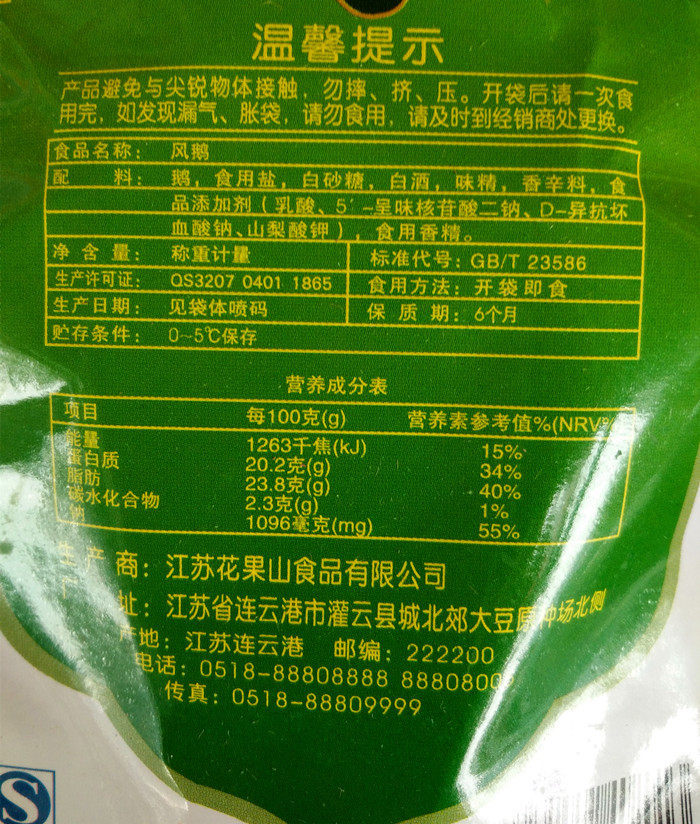 温馨提示
产品避免与尖锐物体接触，勿摔、挤、压。开袋后请一次食
用完，如发现漏气、胀袋，请勿食用，请及时到经销商处更换。
食品名称： 风鹅
配 料： 鹅，食用盐，白砂糖，白酒，味精，香辛料，食
品添加剂（乳酸、5'-呈味核苷酸二钠、D-异抗坏
血酸钠、山梨酸钾），食用香精。
净 含 量： 称重计量 标准代号：GB/T 23586
生产许可证： QS3207 0401 1865 食用方法：开袋即食
生产日期： 见袋体喷码 保 质 期：6个月
贮存条件： 0~5℃保存
营养成分表
项目 每100克(g) 营养素参考值%(NRV%
能量 1263千焦(kJ) 15%
蛋白质 20.2克(g) 34%
脂肪 23.8克(g) 40%
碳水化合物 2.3克(g) 1%
钠 1096毫克(mg) 55%
生 产 商：江苏花果山食品有限公司
厂 址：江苏省连云港市灌云县城北郊大豆原种场北侧
产地：江苏连云港 邮编：222200
电话：0518-88808888 8880800
传真：0518-88809999
S